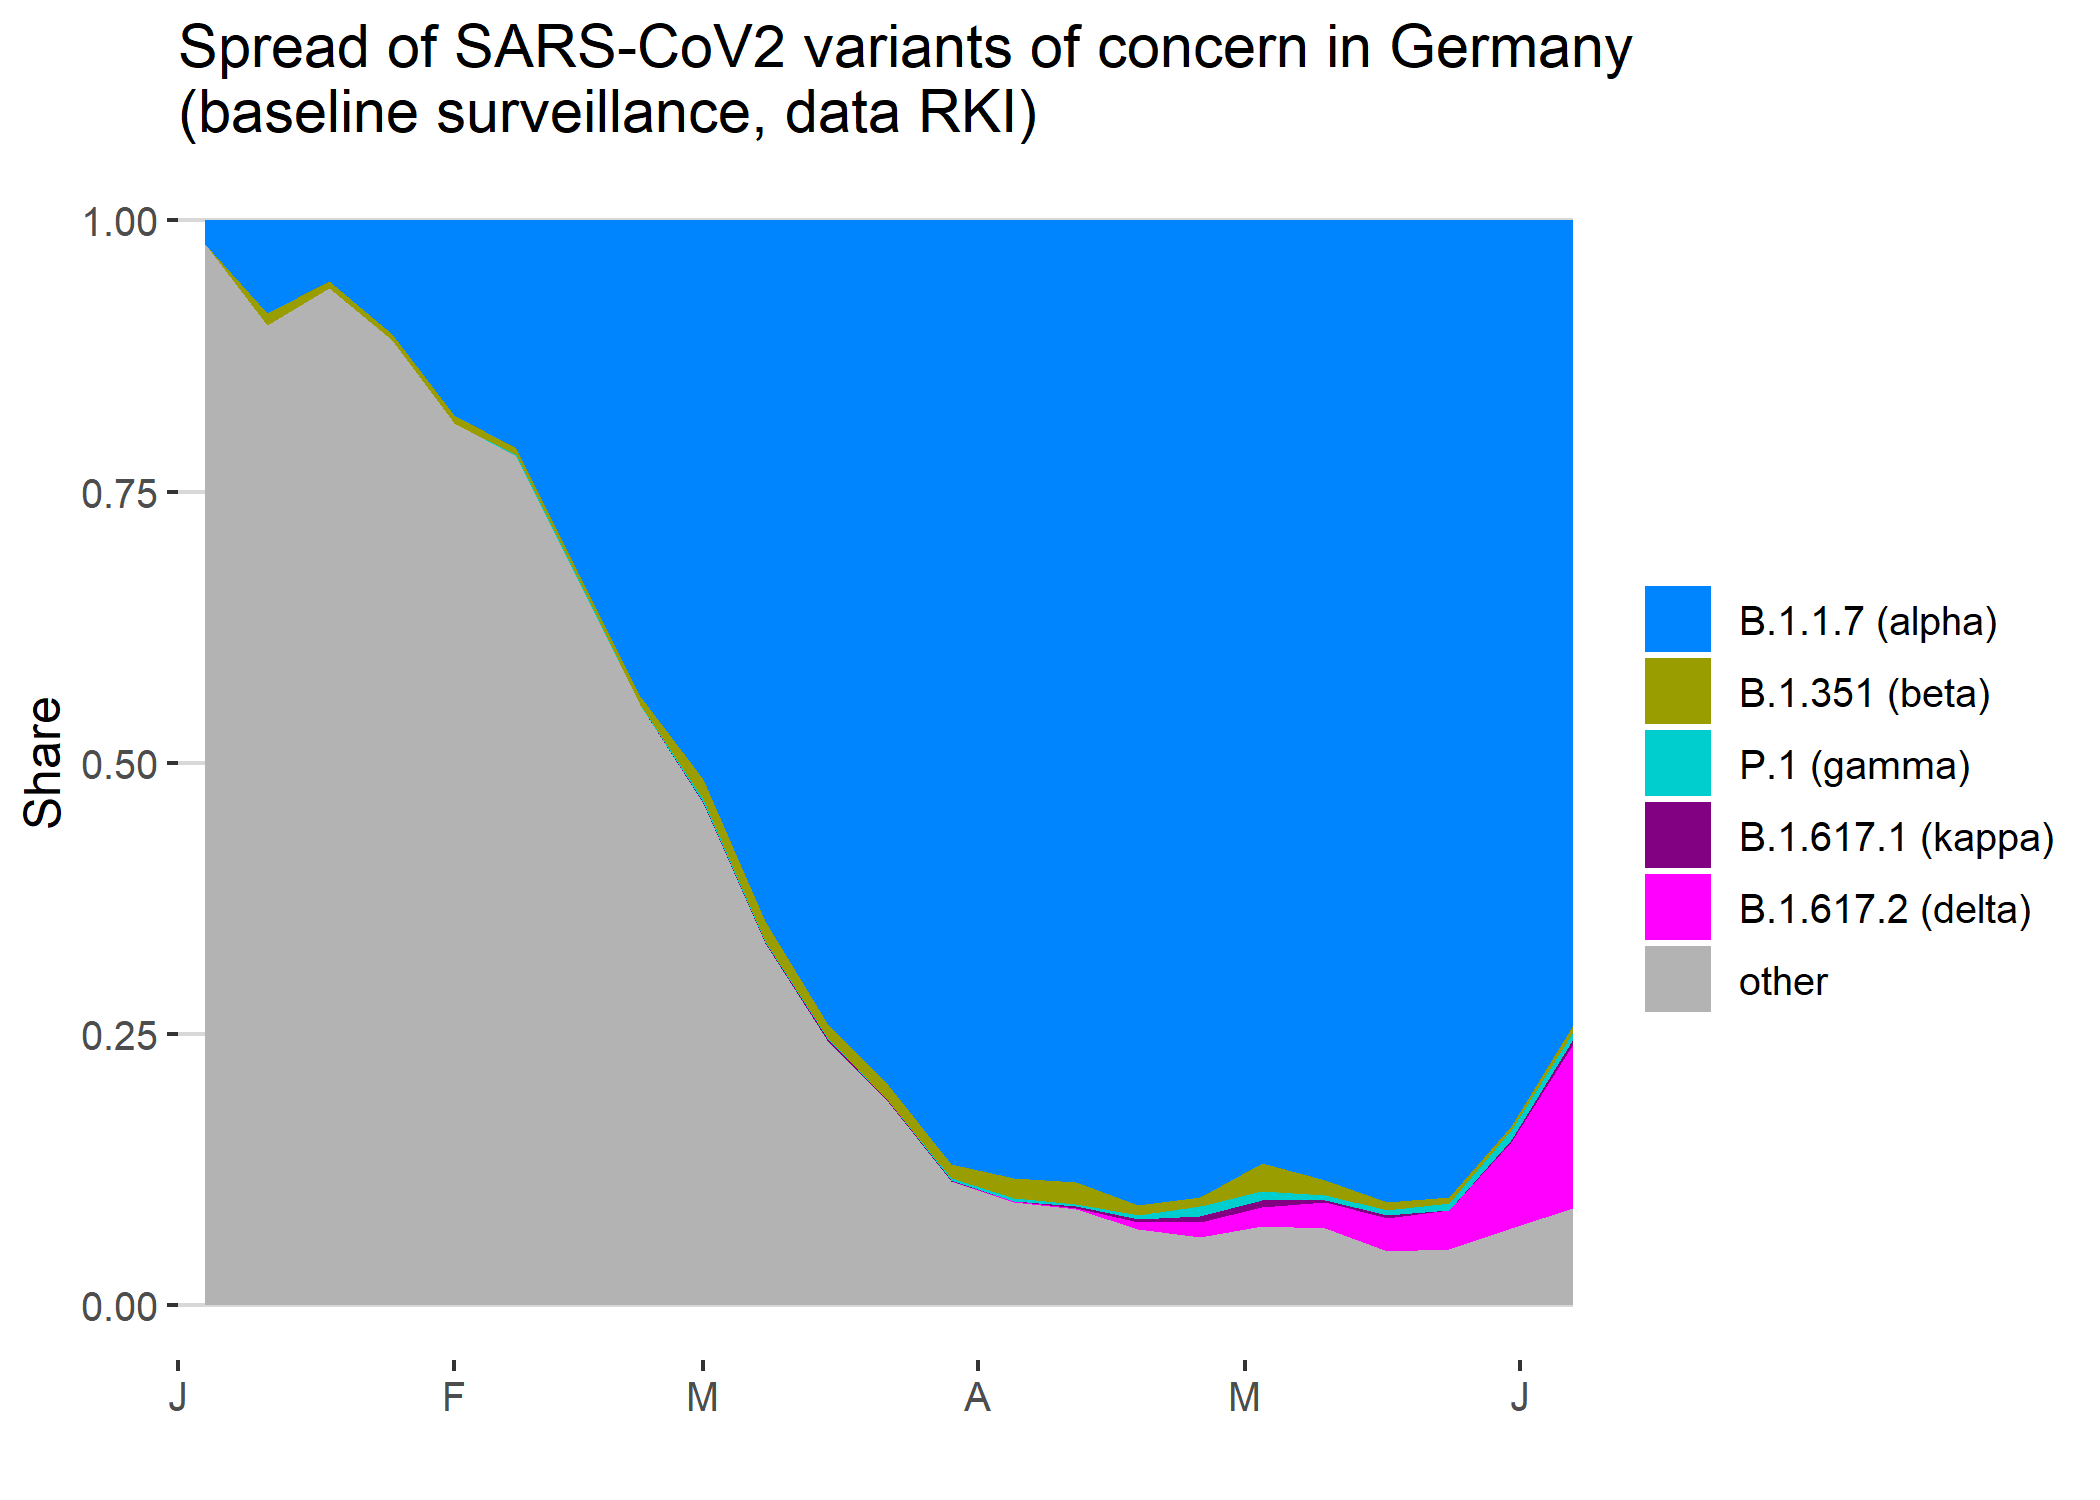 Spread of SARS-CoV2 variants of concern in Germany
(baseline surveillance, data RKI)
Share
1.00
0.75
0.50
0.25
0.00
J F M A M J
B.1.1.7 (alpha)
B.1.351 (beta)
P.1 (gamma)
B.1.617.1 (kappa)
B.1.617.2 (delta)
other